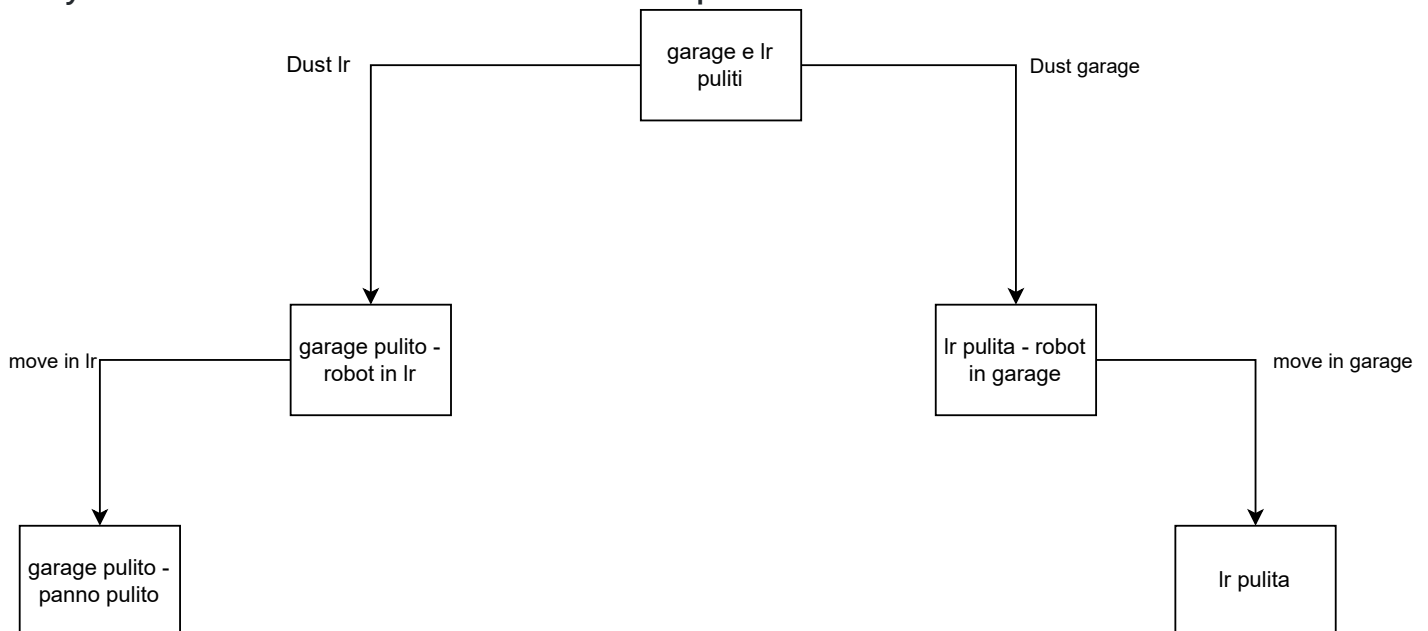 garage e lr
puliti
Dust lr
Dust garage
garage pulito -
robot in lr
lr pulita - robot
in garage
move in lr
move in garage
garage pulito -
panno pulito
lr pulita